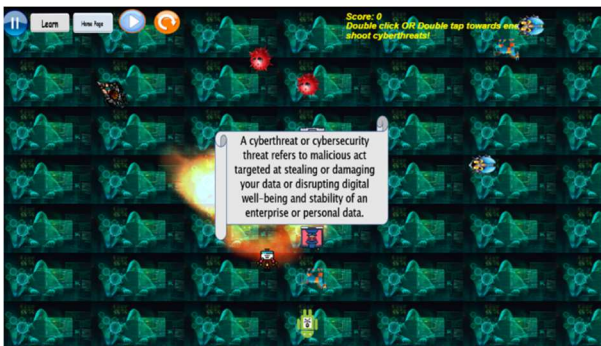 Learn
Home Page
Score: 0
Double click OR Double tap towards
shoot cyberthreats!
A cyberthreat or cybersecurity
threat refers to malicious act
targeted at stealing or damaging
your data or disrupting digital
well-being and stability of an
enterprise or personal data.